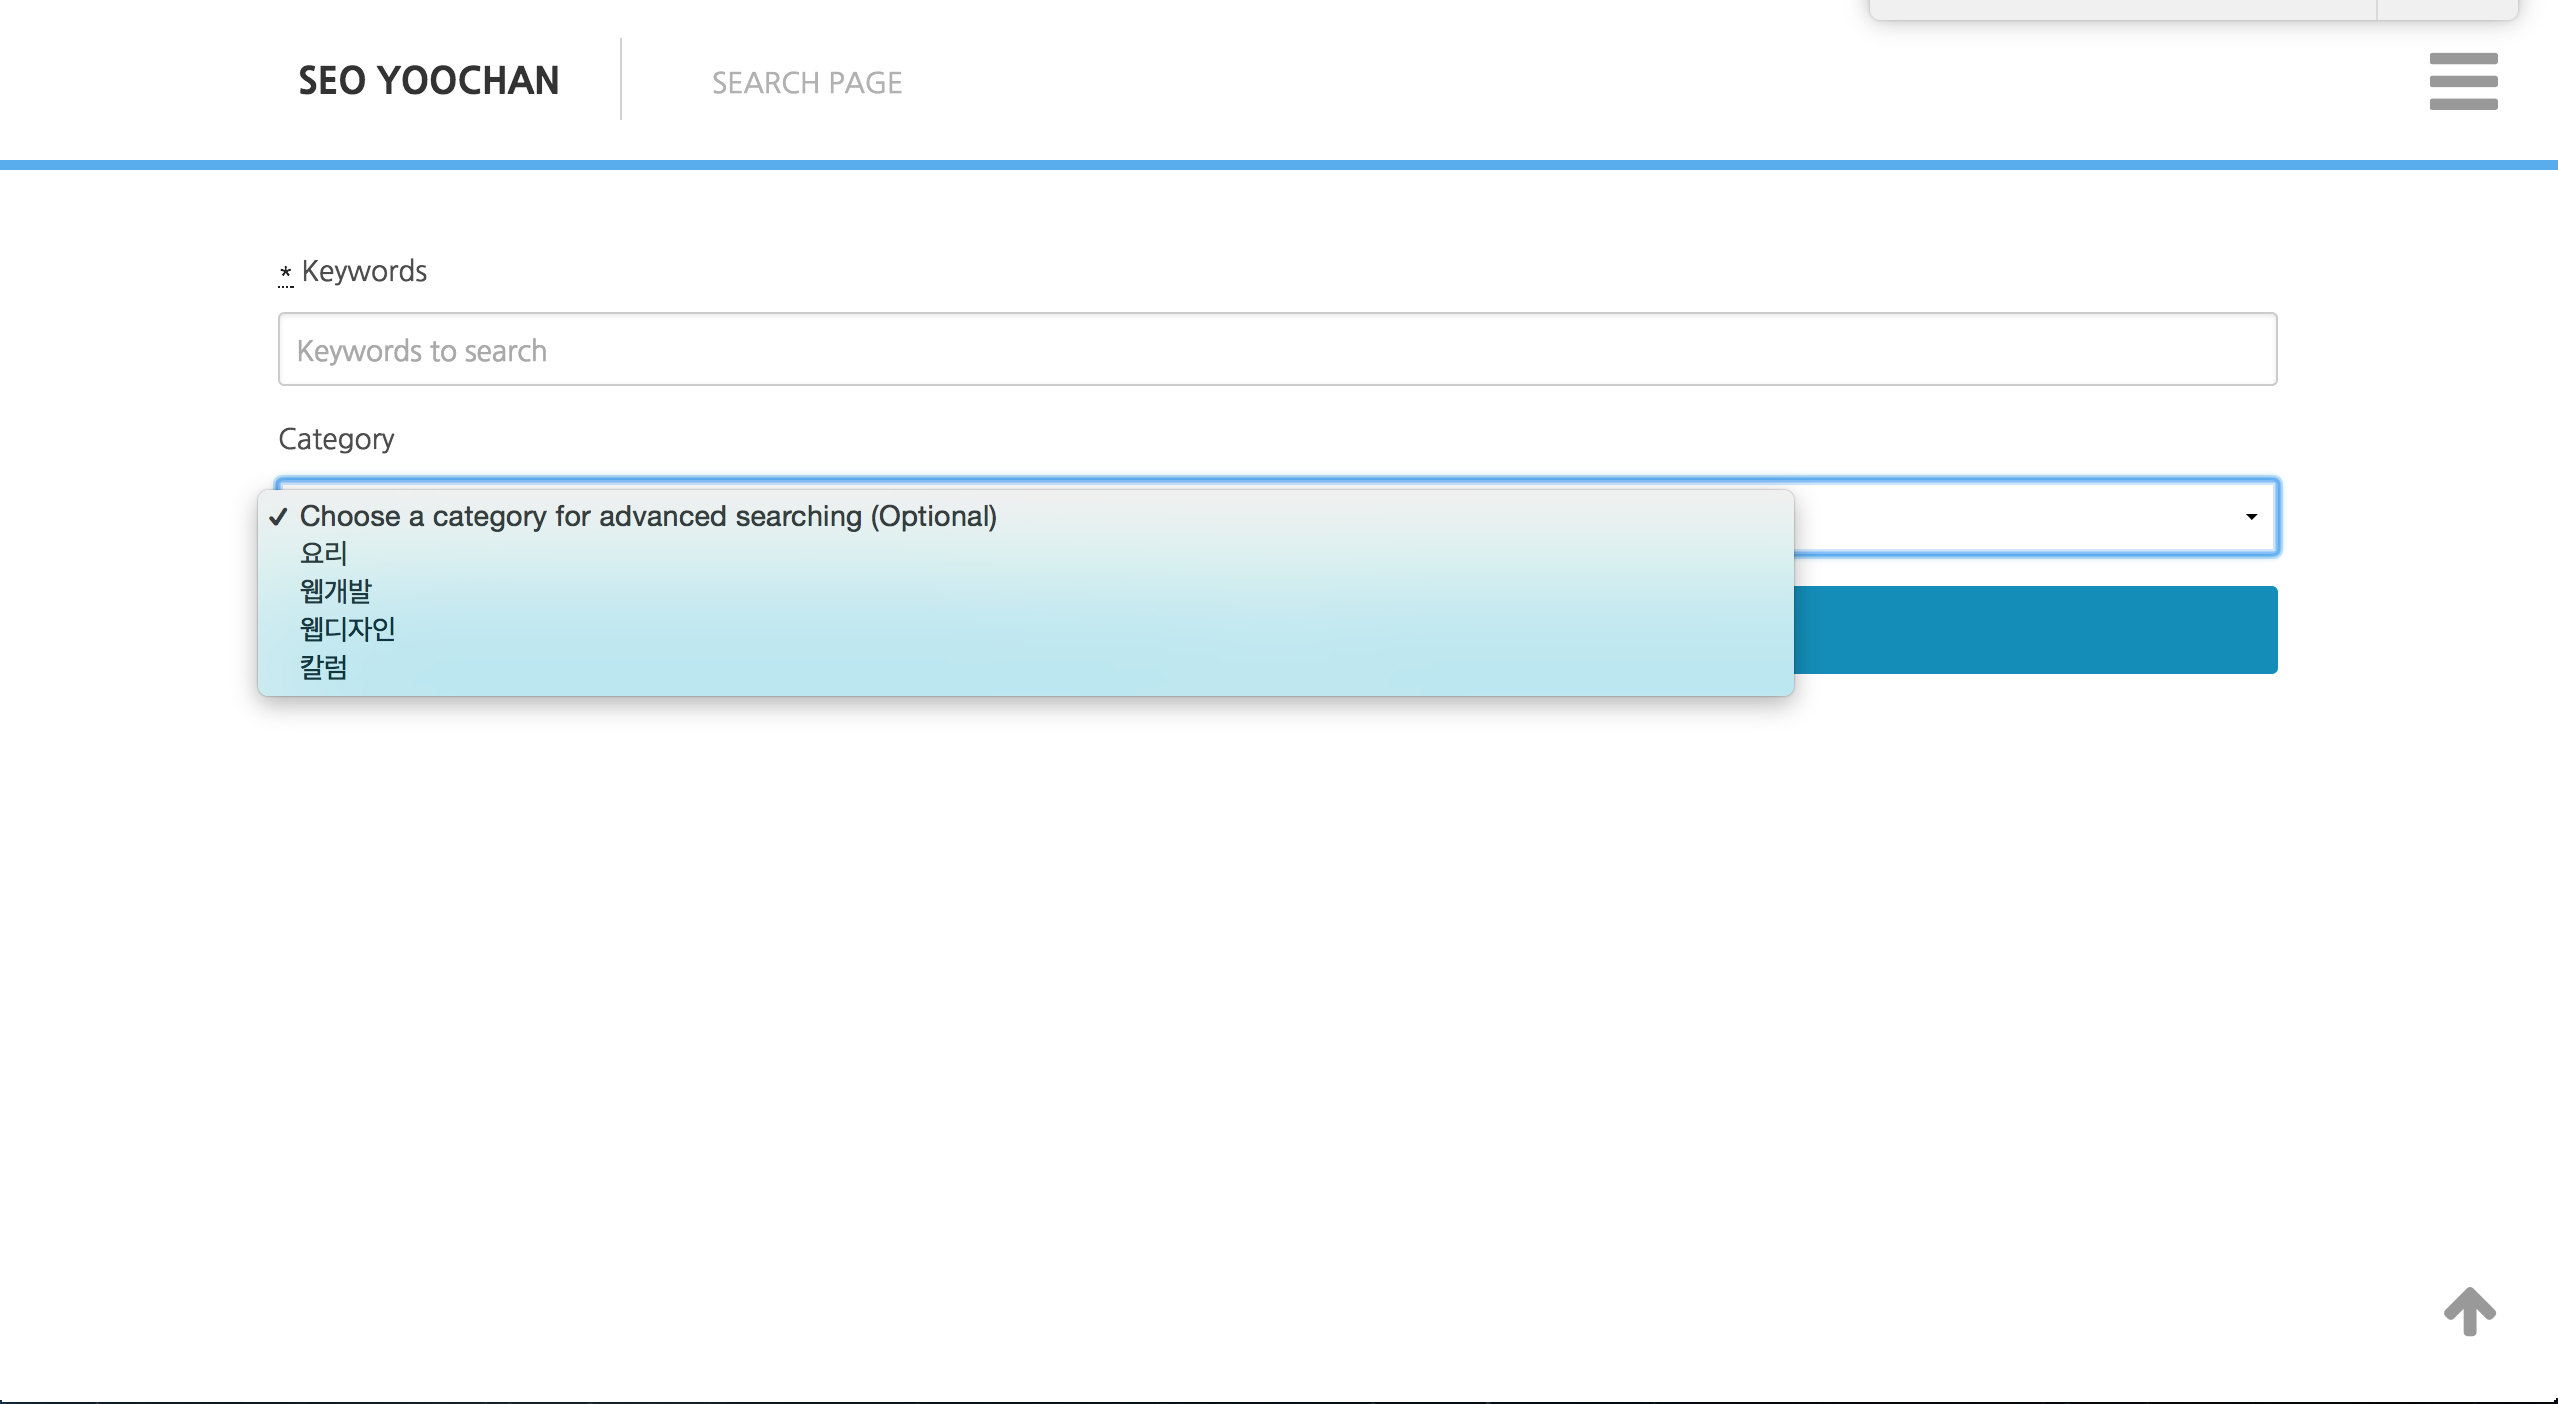 SEO YOOCHAN
SEARCH PAGE
* Keywords
Keywords to search
Category
✓ Choose a category for advanced searching (Optional)
요리
웹개발
웹디자인
칼럼